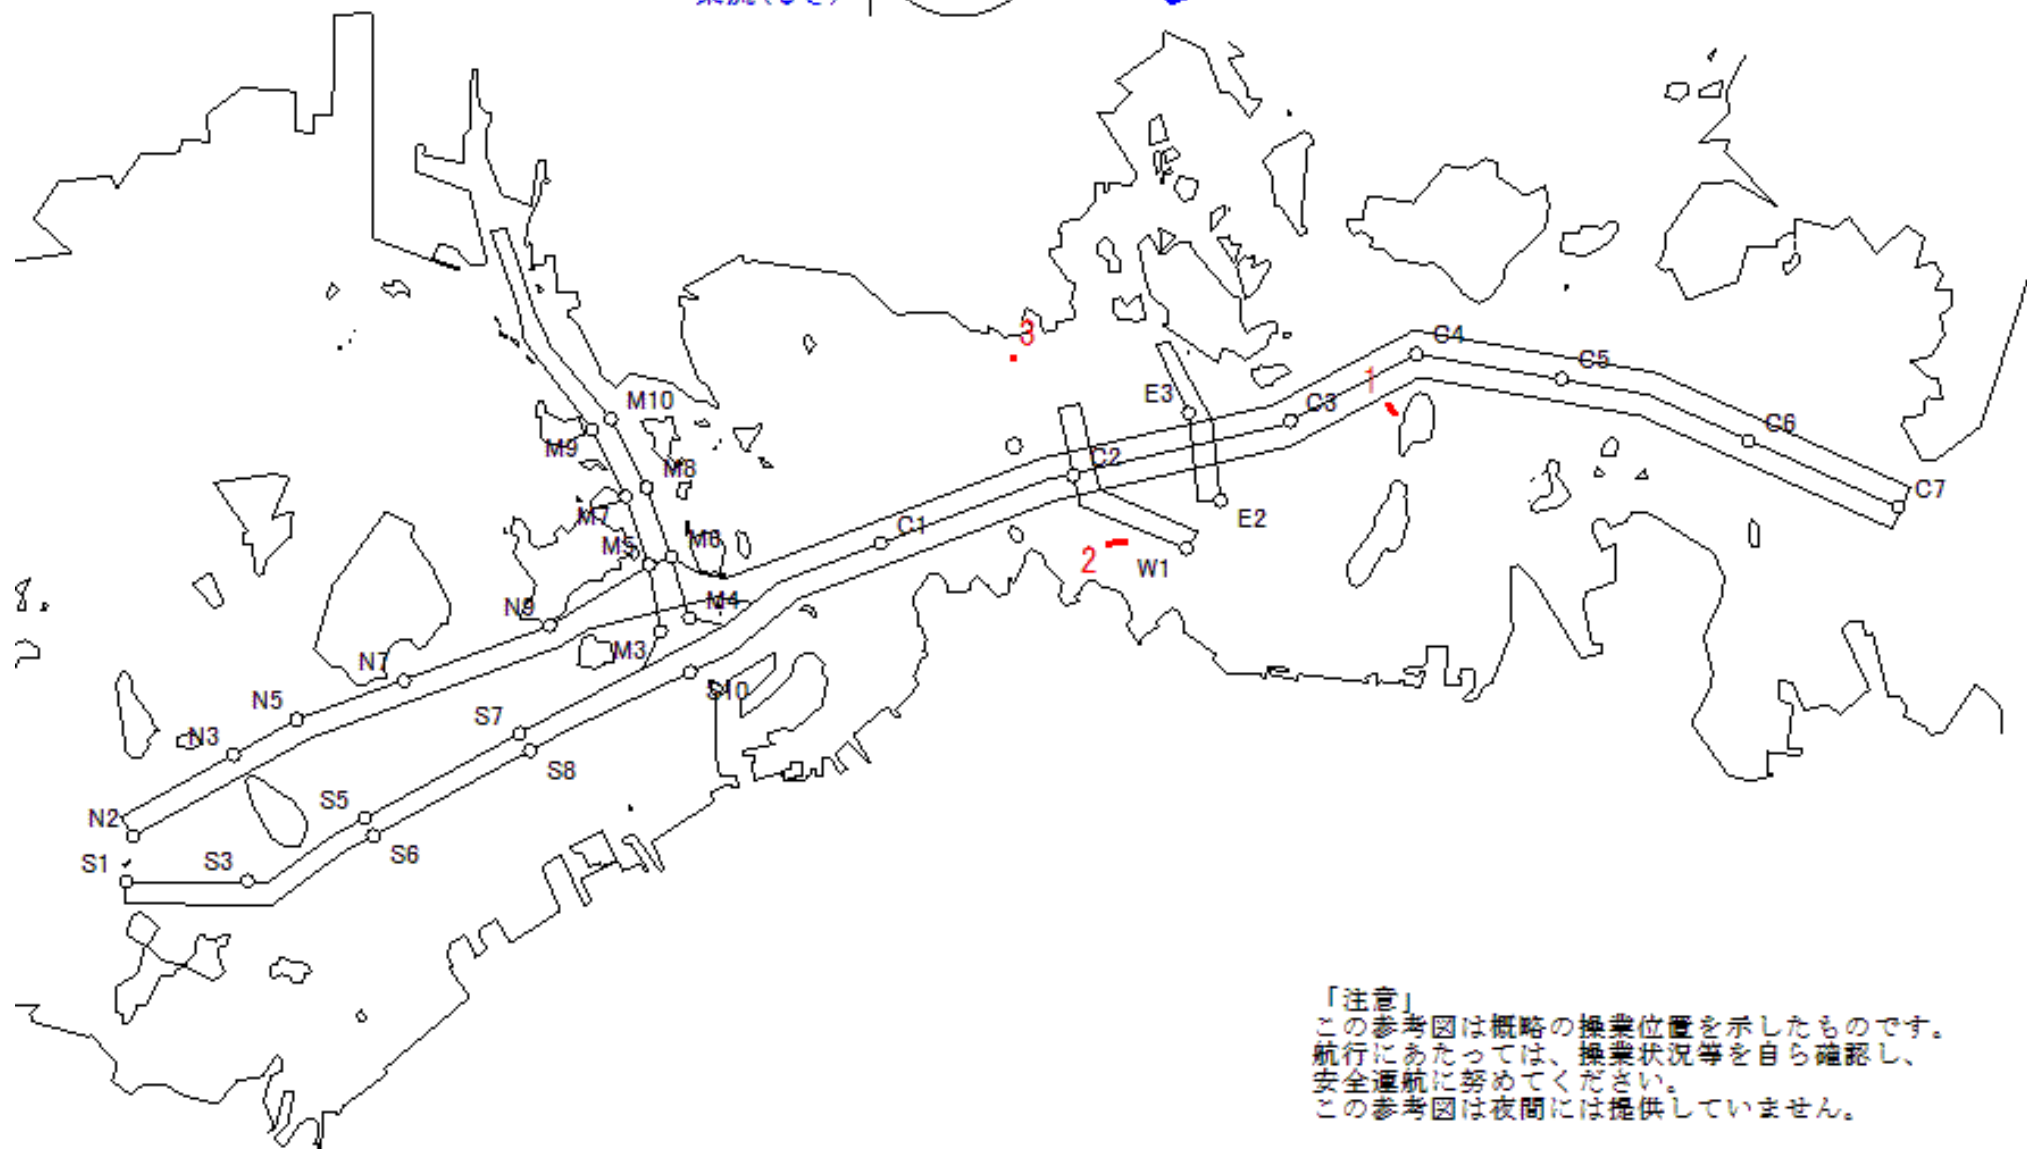 3
C4
C5
1
E3
C3
C6
M10
M9
M8
C2
C7
M7
E2
C1
M5
M6
2
W1
N9
M4
M3
N7
S10
N5
S7
N3
S8
S5
N2
S6
S1
S3
「注意」
この参考図は概略の操業位置を示したものです。
航行にあたっては、操業状況等を自ら確認し、
安全運航に努めてください。
この参考図は夜間には提供していません。